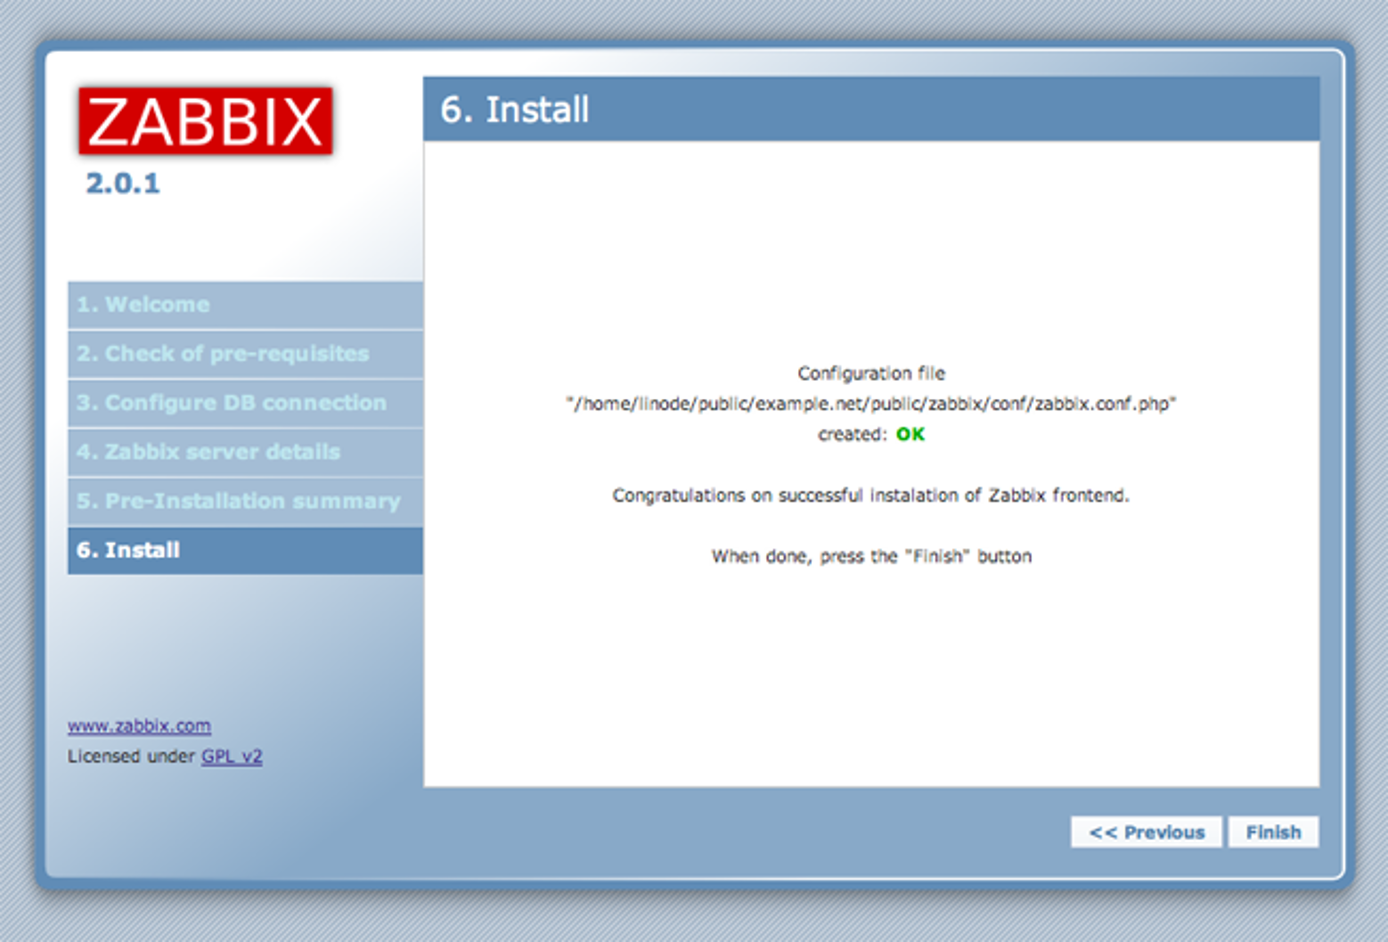 ZABBIX
2.0.1
1. Welcome
2. Check of pre-requisites
3. Configure DB connection
4. Zabbix server details
5. Pre-Installation summary
6. Install
www.zabbix.com
Licensed under GPL v2
6. Install
Configuration file
"/home/linode/public/example.net/public/zabbix/conf/zabbix.conf.php"
created: OK
Congratulations on successful instalation of Zabbix frontend.
When done, press the "Finish" button
<< Previous
Finish